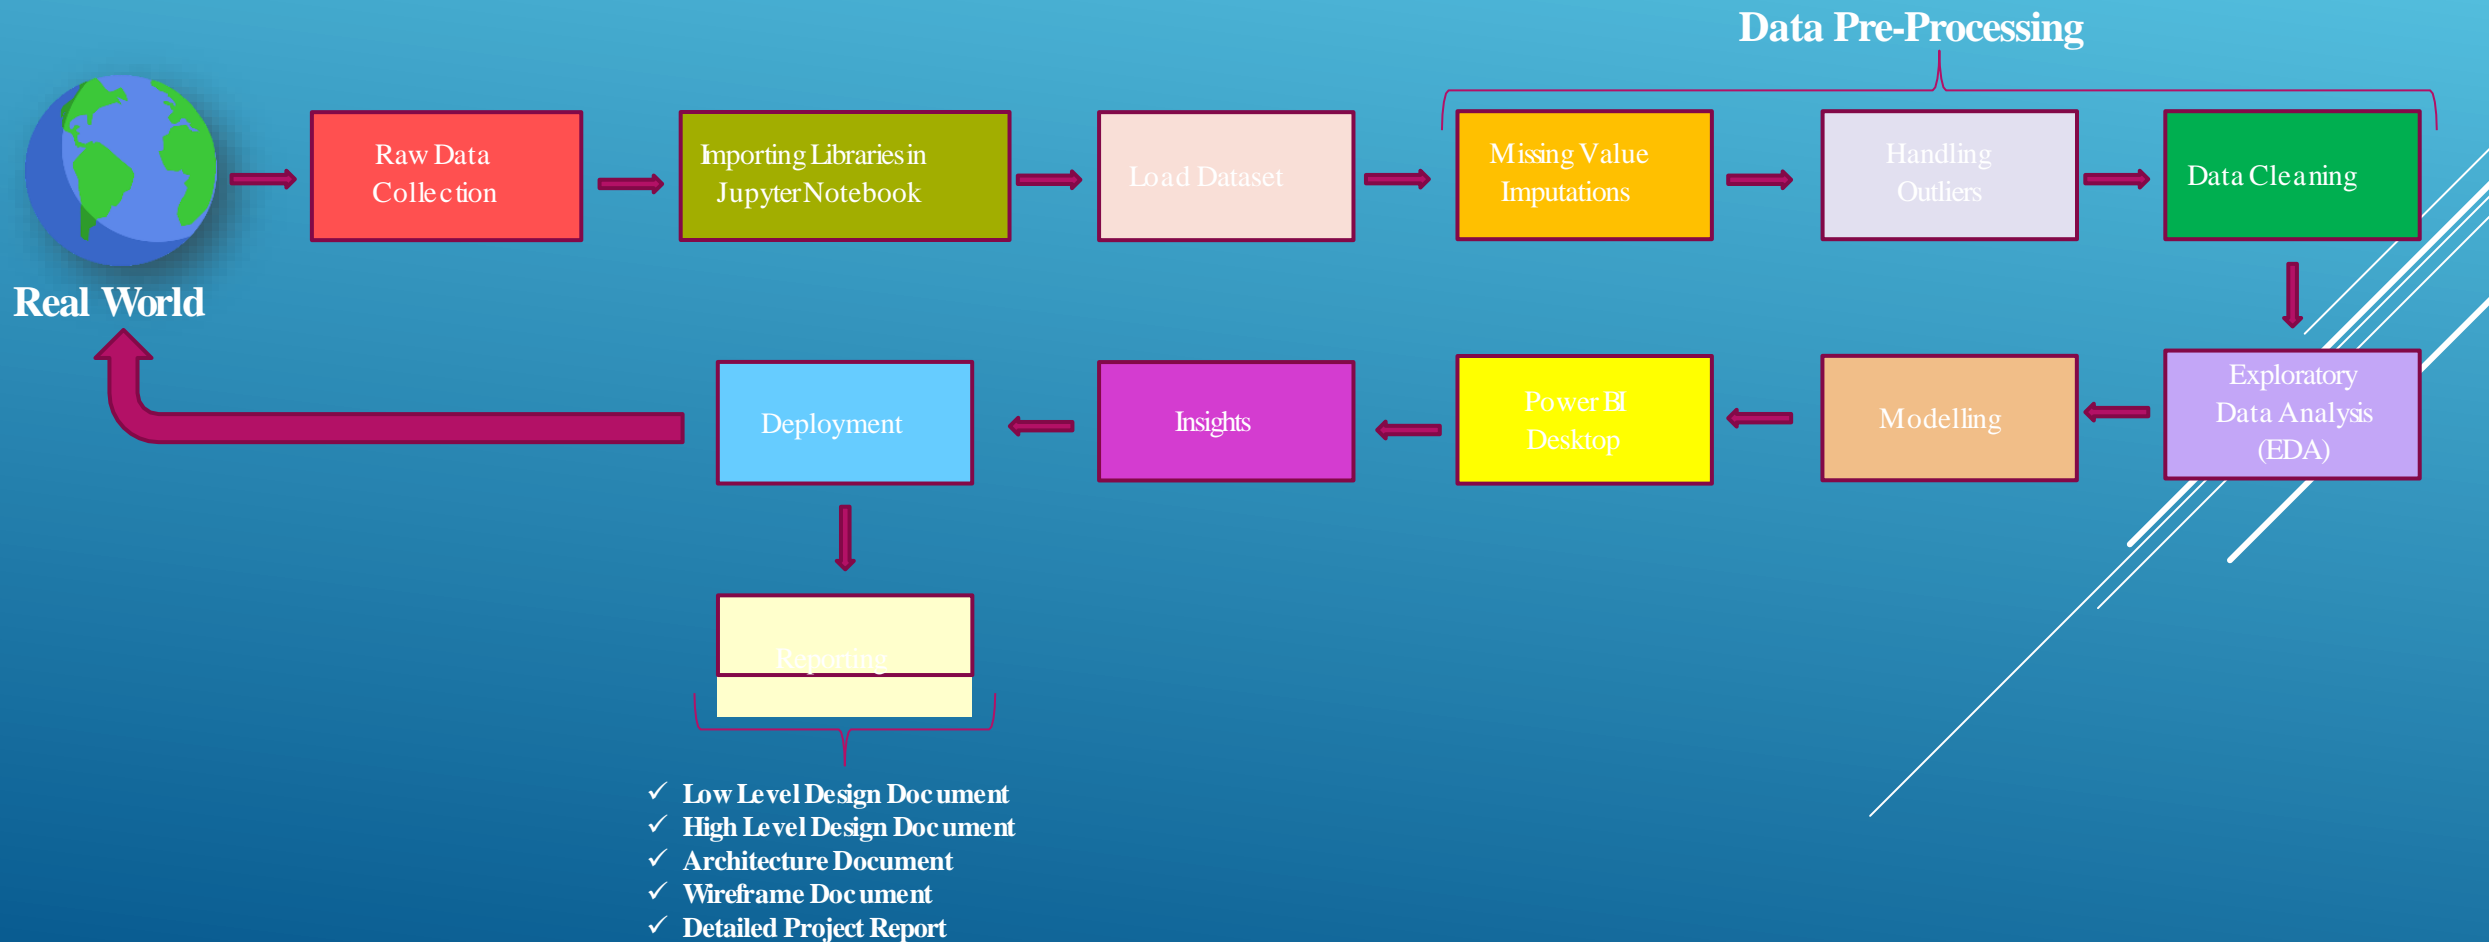 Data Pre-Processing
Raw Data
Collection
Importing Libraries in
Jupyter Notebook
Load Dataset
Missing Value
Imputations
Handling
Outliers
Data Cleaning
Real World
Deployment
Insights
Power BI
Desktop
Modelling
Exploratory
Data Analysis
(EDA)
Reporting
✓ Low Level Design Document
✓ High Level Design Document
✓ Architecture Document
✓ Wireframe Document
✓ Detailed Project Report